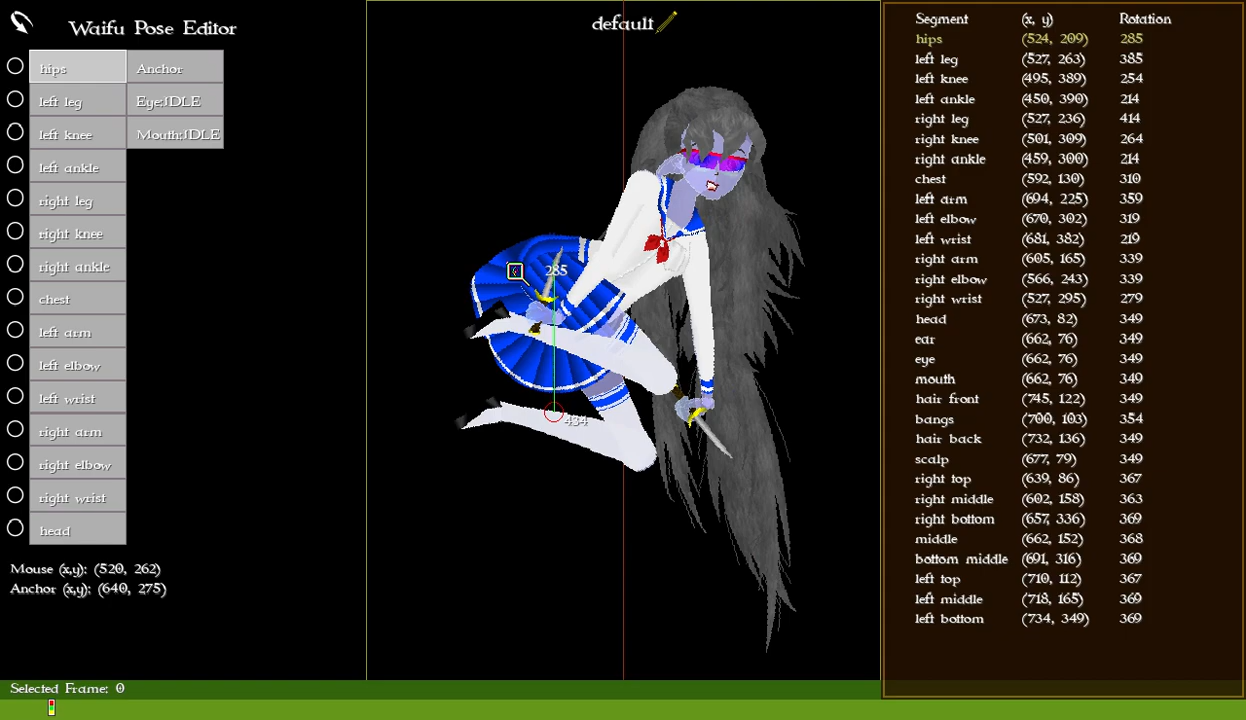 Waifu Pose Editor
hips
left leg
left knee
left ankle
right leg
right knee
right ankle
chest
left arm
left elbow
left wrist
right arm
right elbow
right wrist
head
Anchor
Eye:IDLE
Mouth:IDLE
Mouse (x,y): (520, 262)
Anchor (x,y): (640, 275)
default
285
434
Segment (x, y) Rotation
hips (524, 209) 285
left leg (527, 263) 385
left knee (495, 389) 254
left ankle (450, 390) 214
right leg (527, 236) 414
right knee (501, 309) 264
right ankle (459, 300) 214
chest (592, 130) 310
left arm (694, 225) 359
left elbow (670, 302) 319
left wrist (681, 382) 219
right arm (605, 165) 339
right elbow (566, 243) 339
right wrist (527, 295) 279
head (673, 82) 349
ear (662, 76) 349
eye (662, 76) 349
mouth (662, 76) 349
hair front (745, 122) 349
bangs (700, 103) 354
hair back (732, 136) 349
scalp (677, 79) 349
right top (639, 86) 367
right middle (602, 158) 363
right bottom (657, 336) 369
middle (662, 152) 368
bottom middle (691, 316) 369
left top (710, 112) 367
left middle (718, 165) 369
left bottom (734, 349) 369
Selected Frame: 0